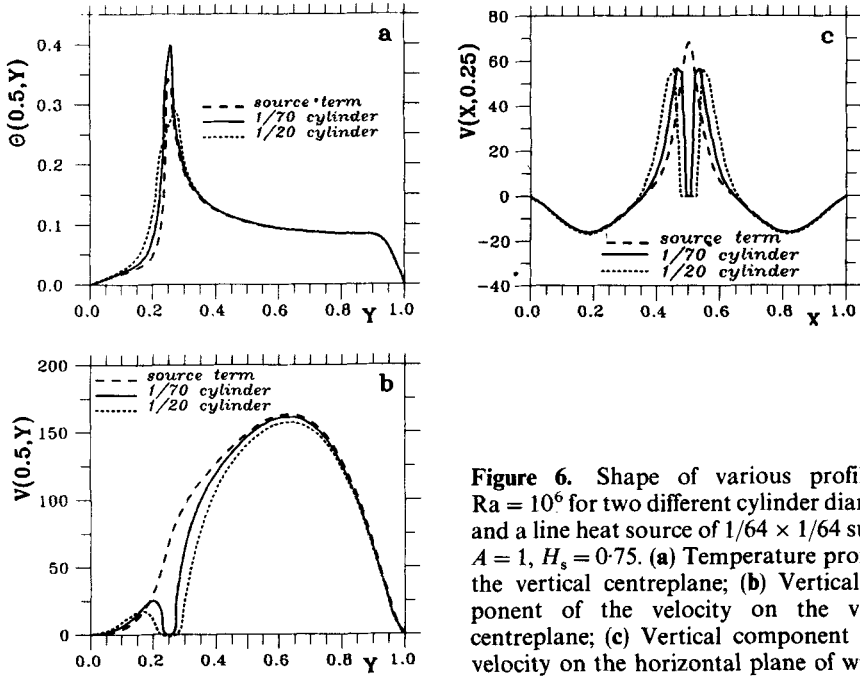 a
0.4
0.3
0.2
0.1
0.0
Θ(0.5,Y)
source term
1/70 cylinder
1/20 cylinder
0.0 0.2 0.4 0.6 0.8 1.0
Y
c
80
60
40
20
0
-20
-40
V(X,0.25)
source term
1/70 cylinder
1/20 cylinder
0.0 0.2 0.4 0.6 0.8 1.0
X
b
200
150
100
50
0
V(0.5,Y)
source term
1/70 cylinder
1/20 cylinder
0.0 0.2 0.4 0.6 0.8 1.0
Y
Figure 6. Shape of various profil
Ra = 10⁶ for two different cylinder diar
and a line heat source of 1/64 × 1/64 su
A = 1, Hₛ = 0·75. (a) Temperature pro
the vertical centreplane; (b) Vertical
ponent of the velocity on the v
centreplane; (c) Vertical component
velocity on the horizontal plane of w